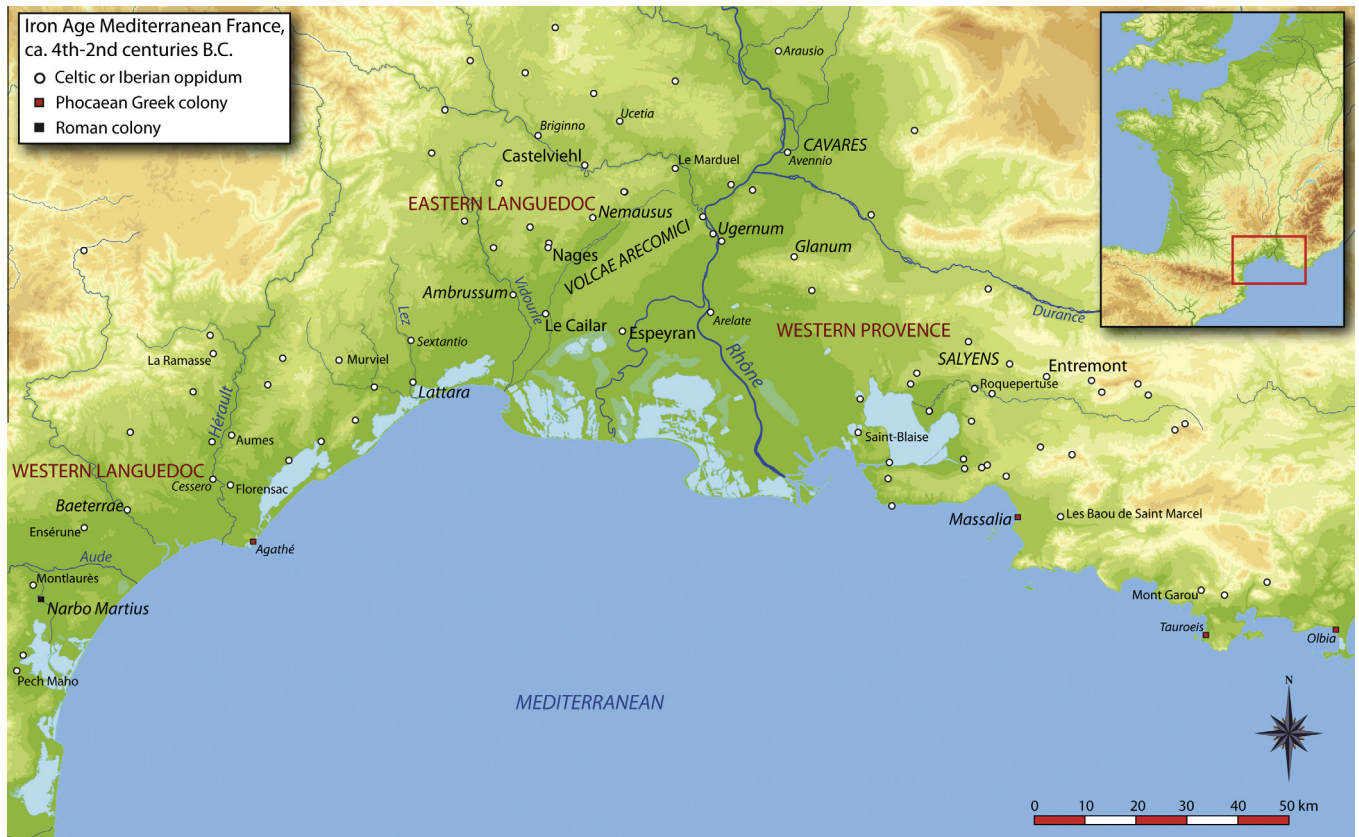 Iron Age Mediterranean France,
ca. 4th-2nd centuries B.C.
Celtic or Iberian oppidum
Phocaean Greek colony
Roman colony
Arausio
Ucetia
Briginno
CAVARES
Avennio
Castelviehl
Le Marduel
EASTERN LANGUEDOC
Nemausus
VOLCAE ARECOMICI
Ugernum
Nages
Glanum
Ambrussum
Vidourle
Durance
Lez
Le Cailar
Arelate
Espeyran
WESTERN PROVENCE
Sextantio
La Ramasse
Murviel
Rhône
SALYENS
Entremont
Roquepertuse
Lattara
Hérault
Aumes
Saint-Blaise
WESTERN LANGUEDOC
Cessero
Florensac
Baeterrae
Massalia
Les Baou de Saint Marcel
Ensérune
Agathé
Aude
Montlaurès
Narbo Martius
Mont Garou
Tauroeis
Olbia
Pech Maho
MEDITERRANEAN
N
0 10 20 30 40 50 km